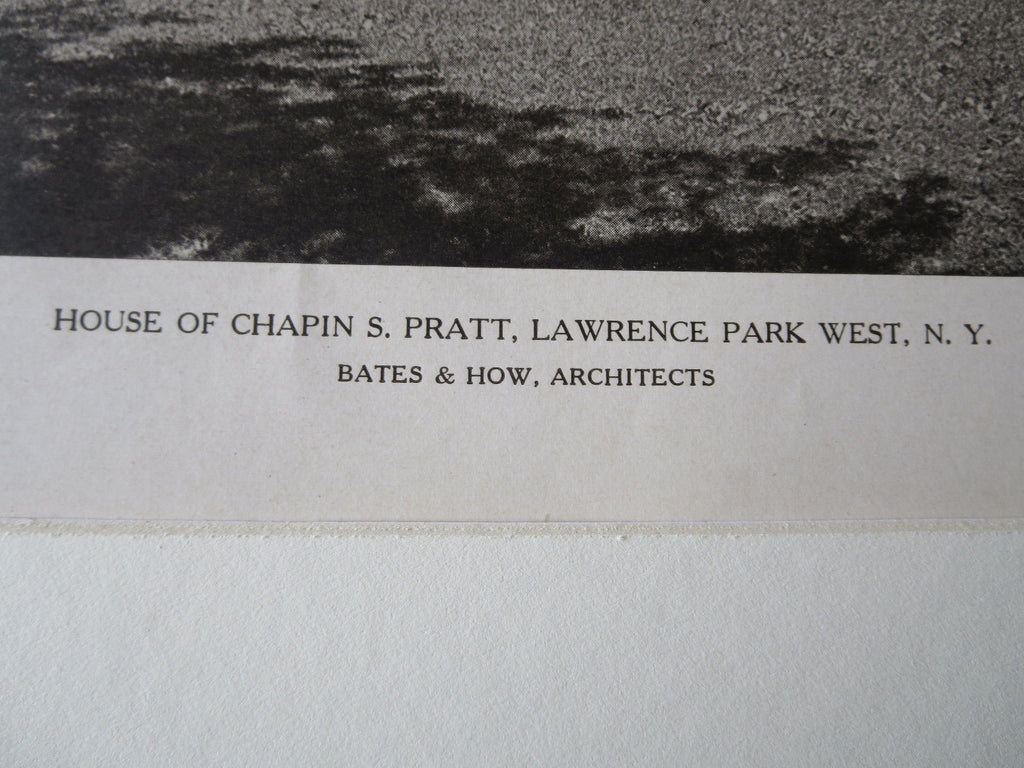 HOUSE OF CHAPIN S. PRATT, LAWRENCE PARK WEST, N. Y.
BATES & HOW, ARCHITECTS